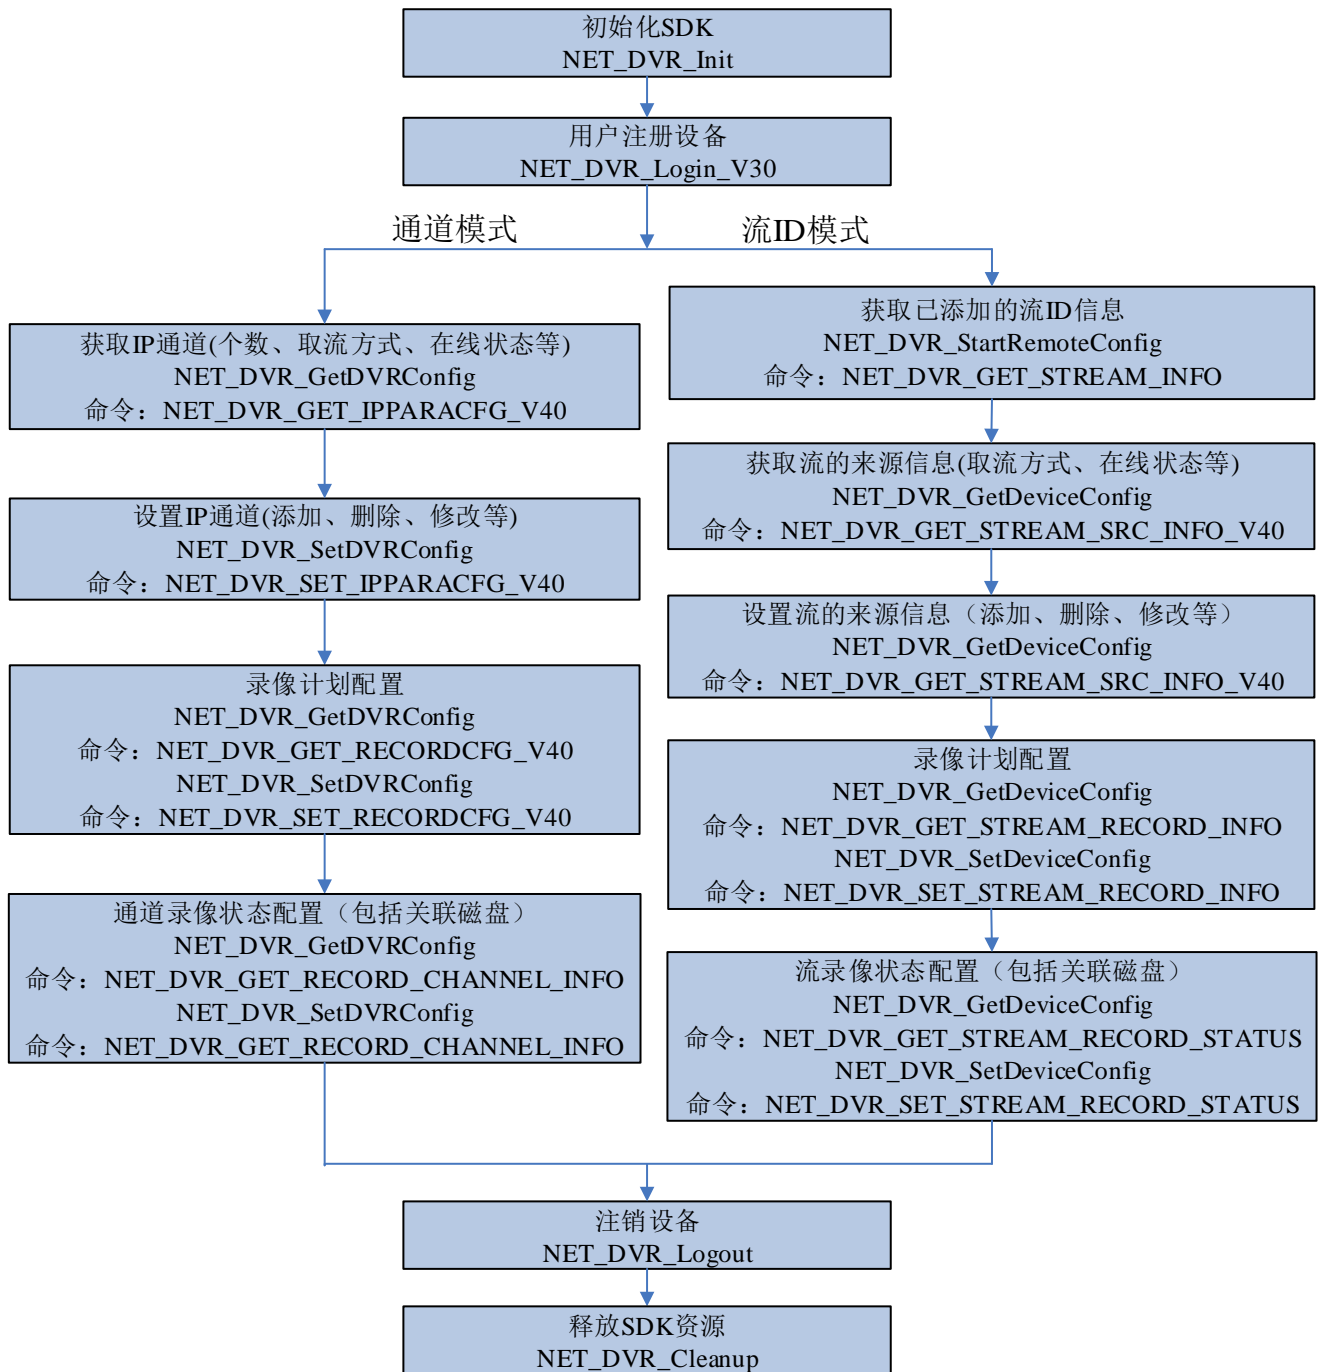 初始化SDK
NET_DVR_Init
用户注册设备
NET_DVR_Login_V30
通道模式
流ID模式
获取IP通道(个数、取流方式、在线状态等)
NET_DVR_GetDVRConfig
命令：NET_DVR_GET_IPPARACFG_V40
设置IP通道(添加、删除、修改等)
NET_DVR_SetDVRConfig
命令：NET_DVR_SET_IPPARACFG_V40
录像计划配置
NET_DVR_GetDVRConfig
命令：NET_DVR_GET_RECORDCFG_V40
NET_DVR_SetDVRConfig
命令：NET_DVR_SET_RECORDCFG_V40
通道录像状态配置（包括关联磁盘）
NET_DVR_GetDVRConfig
命令：NET_DVR_GET_RECORD_CHANNEL_INFO
NET_DVR_SetDVRConfig
命令：NET_DVR_GET_RECORD_CHANNEL_INFO
获取已添加的流ID信息
NET_DVR_StartRemoteConfig
命令：NET_DVR_GET_STREAM_INFO
获取流的来源信息(取流方式、在线状态等)
NET_DVR_GetDeviceConfig
命令：NET_DVR_GET_STREAM_SRC_INFO_V40
设置流的来源信息（添加、删除、修改等）
NET_DVR_GetDeviceConfig
命令：NET_DVR_GET_STREAM_SRC_INFO_V40
录像计划配置
NET_DVR_GetDeviceConfig
命令：NET_DVR_GET_STREAM_RECORD_INFO
NET_DVR_SetDeviceConfig
命令：NET_DVR_SET_STREAM_RECORD_INFO
流录像状态配置（包括关联磁盘）
NET_DVR_GetDeviceConfig
命令：NET_DVR_GET_STREAM_RECORD_STATUS
NET_DVR_SetDeviceConfig
命令：NET_DVR_SET_STREAM_RECORD_STATUS
注销设备
NET_DVR_Logout
释放SDK资源
NET_DVR_Cleanup